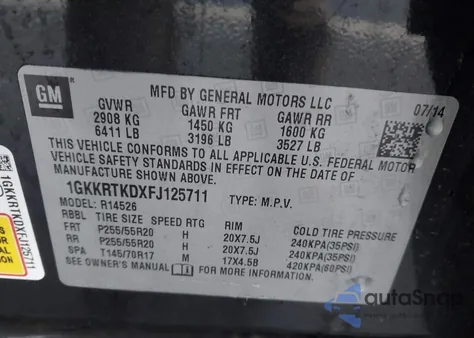 GM
MFD BY GENERAL MOTORS LLC
07/14
GVWR GAWR FRT GAWR RR
2908 KG 1450 KG 1600 KG
6411 LB 3196 LB 3527 LB
THIS VEHICLE CONFORMS TO ALL APPLICABLE U.S. FEDERAL MOTOR
VEHICLE SAFETY STANDARDS IN EFFECT ON THE DATE OF
MANUFACTURE SHOWN ABOVE.
1GKKRTKDXFJ125711 TYPE: M.P.V.
MODEL: R14526
RBBL TIRE SIZE SPEED RTG RIM COLD TIRE PRESSURE
FRT P255/55R20 H 20X7.5J 240KPA(35PSI)
RR P255/55R20 H 20X7.5J 240KPA(35PSI)
SPA T145/70R17 M 17X4.5B 420KPA(60PSI)
SEE OWNER'S MANUAL FOR ADDITIONAL INFORMATION
1GKKRTKDXFJ125711
autoSnap